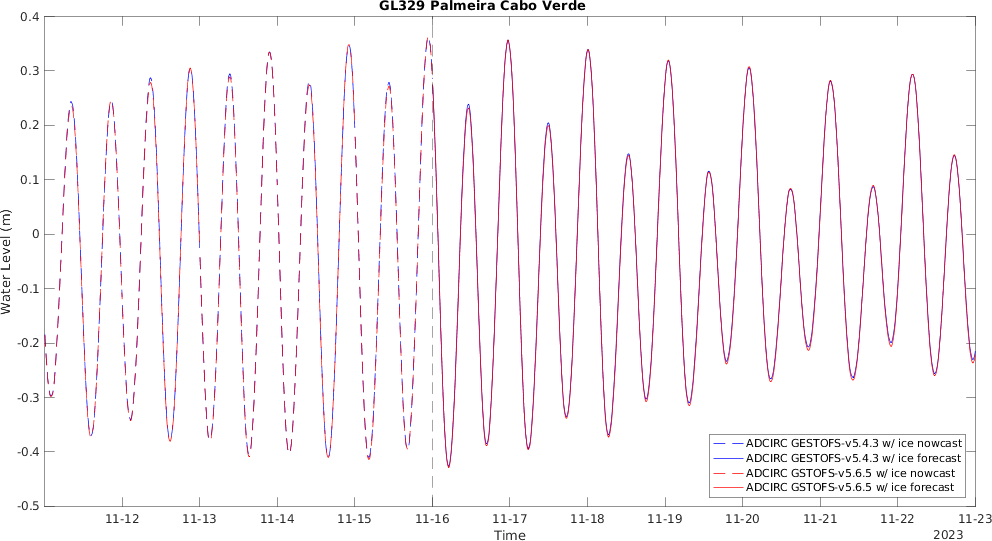 GL329 Palmeira Cabo Verde
0.4
0.3
0.2
0.1
0
-0.1
-0.2
-0.3
-0.4
-0.5
Water Level (m)
ADCIRC GESTOFS-v5.4.3 w/ ice nowcast
ADCIRC GESTOFS-v5.4.3 w/ ice forecast
ADCIRC GSTOFS-v5.6.5 w/ ice nowcast
ADCIRC GSTOFS-v5.6.5 w/ ice forecast
11-12 11-13 11-14 11-15 11-16 11-17 11-18 11-19 11-20 11-21 11-22 11-23
Time
2023